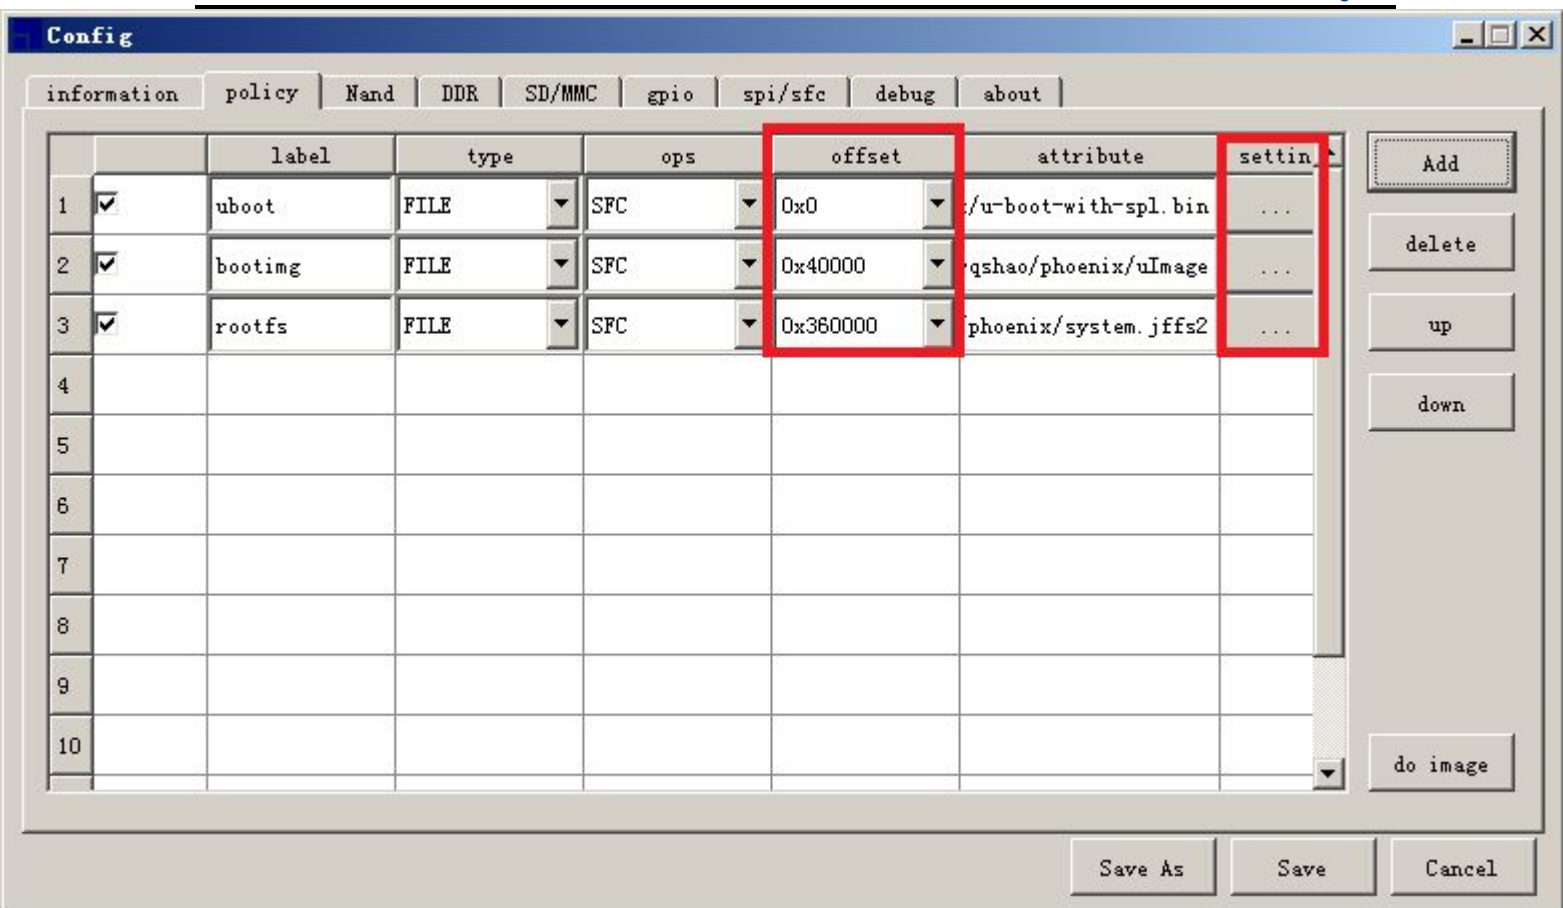 Config
information policy Nand DDR SD/MMC gpio spi/sfc debug about
label type ops offset attribute settin
1 uboot FILE SFC 0x0 :/u-boot-with-spl.bin ...
2 bootimg FILE SFC 0x40000 qshao/phoenix/uImage ...
3 rootfs FILE SFC 0x360000 phoenix/system.jffs2 ...
4
5
6
7
8
9
10
Add
delete
up
down
do image
Save As Save Cancel